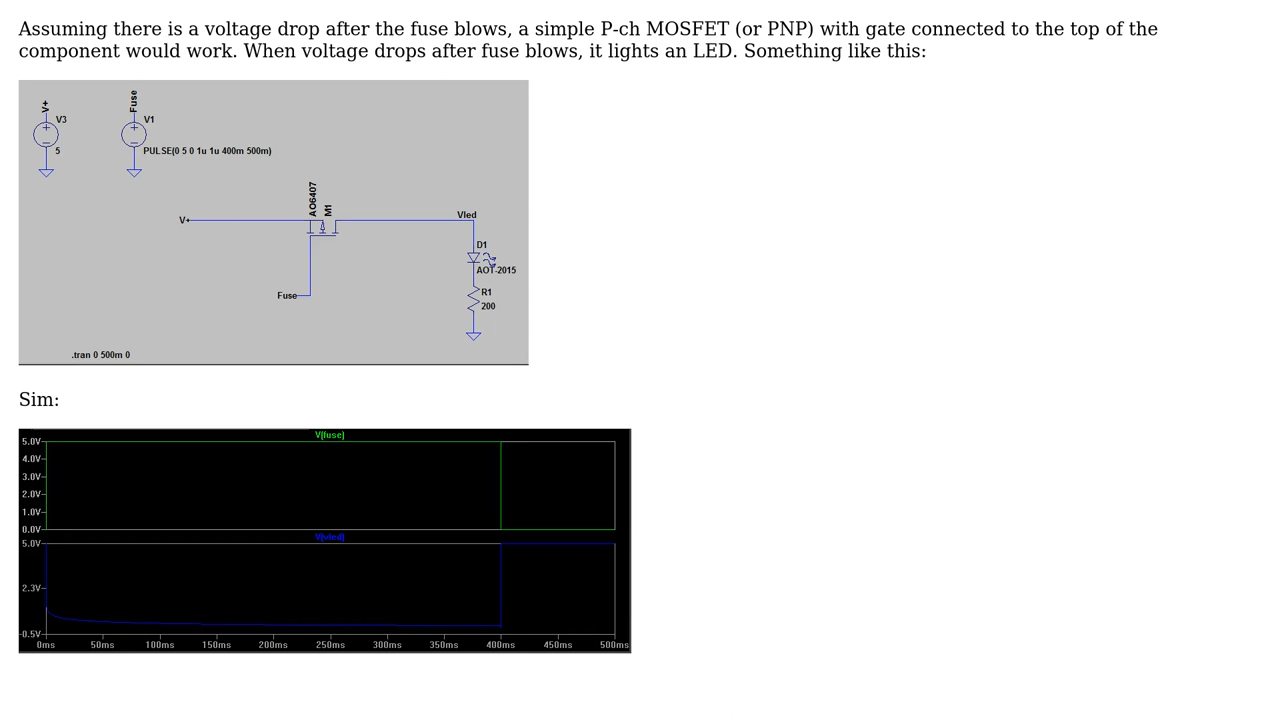 Assuming there is a voltage drop after the fuse blows, a simple P-ch MOSFET (or PNP) with gate connected to the top of the
component would work. When voltage drops after fuse blows, it lights an LED. Something like this:
V+
Fuse
V3
V1
5
PULSE(0 5 0 1u 1u 400m 500m)
AO6407
M1
V+
Vled
D1
AOT-2015
Fuse
R1
200
.tran 0 500m 0
Sim:
V(fuse)
5.0V
4.0V
3.0V
2.0V
1.0V
0.0V
V(vled)
5.0V
2.3V
-0.5V
0ms 50ms 100ms 150ms 200ms 250ms 300ms 350ms 400ms 450ms 500ms